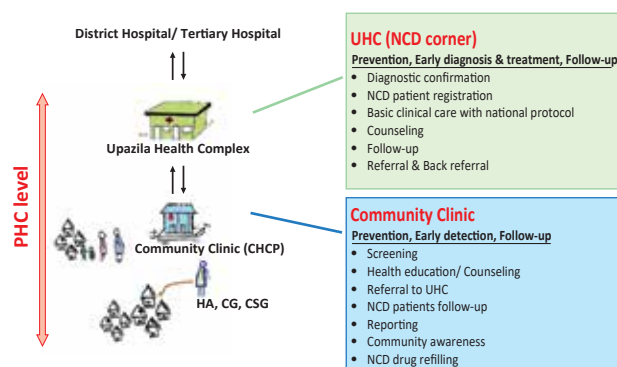 District Hospital/ Tertiary Hospital
Upazila Health Complex
Community Clinic (CHCP)
HA, CG, CSG
PHC level
UHC (NCD corner)
Prevention, Early diagnosis & treatment, Follow-up
• Diagnostic confirmation
• NCD patient registration
• Basic clinical care with national protocol
• Counseling
• Follow-up
• Referral & Back referral
Community Clinic
Prevention, Early detection, Follow-up
• Screening
• Health education/ Counseling
• Referral to UHC
• NCD patients follow-up
• Reporting
• Community awareness
• NCD drug refilling